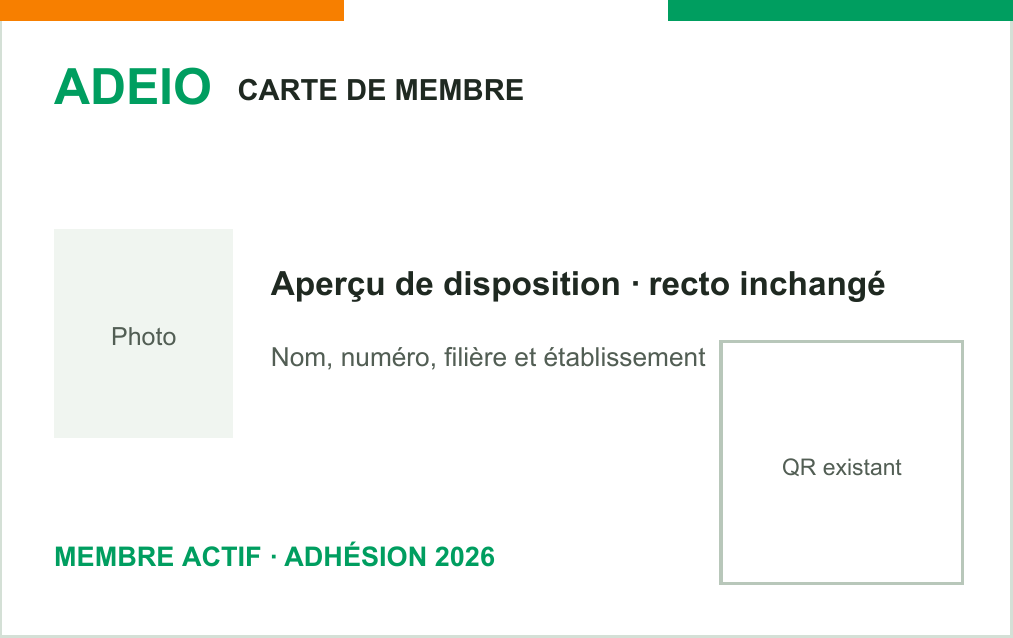 ADEIO CARTE DE MEMBRE
Aperçu de disposition · recto inchangé
Photo
Nom, numéro, filière et établissement
QR existant
MEMBRE ACTIF · ADHÉSION 2026